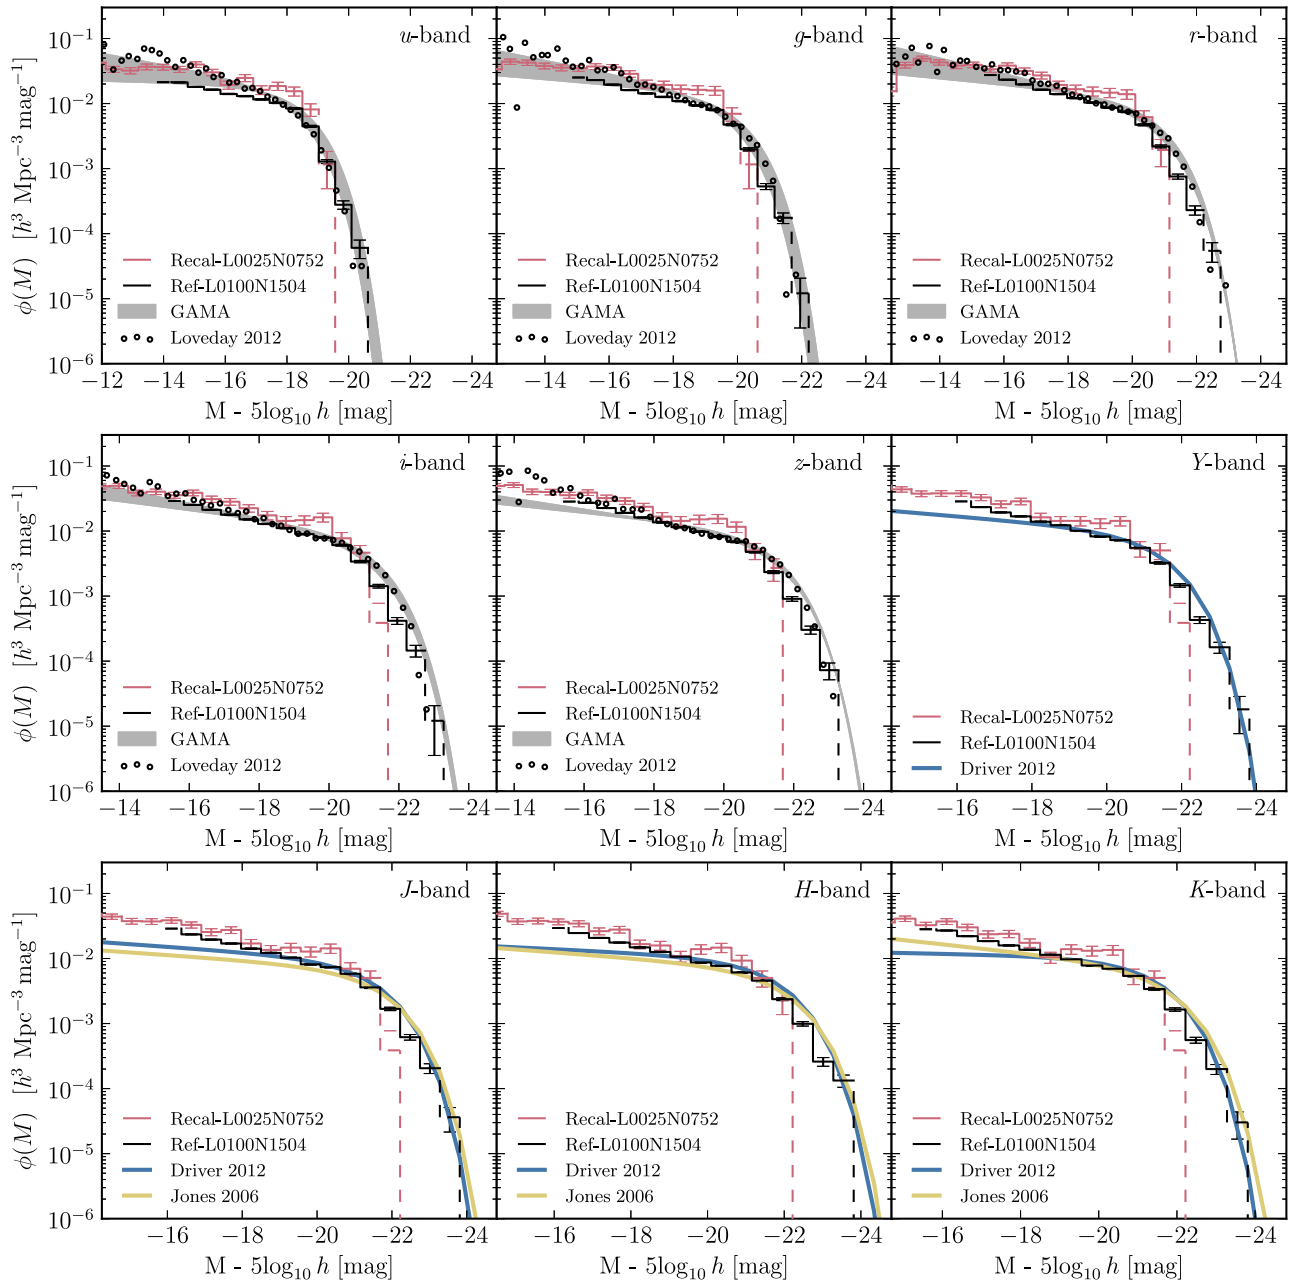 u-band
g-band
r-band
10⁻¹
10⁻²
10⁻³
10⁻⁴
10⁻⁵
10⁻⁶
ϕ(M) [h³ Mpc⁻³ mag⁻¹]
Recal-L0025N0752
Ref-L0100N1504
GAMA
Loveday 2012
Recal-L0025N0752
Ref-L0100N1504
GAMA
Loveday 2012
Recal-L0025N0752
Ref-L0100N1504
GAMA
Loveday 2012
−12 −14 −16 −18 −20 −22 −24
−14 −16 −18 −20 −22 −24
−14 −16 −18 −20 −22 −24
M - 5log₁₀ h [mag]
M - 5log₁₀ h [mag]
M - 5log₁₀ h [mag]
i-band
z-band
Y-band
10⁻¹
10⁻²
10⁻³
10⁻⁴
10⁻⁵
10⁻⁶
ϕ(M) [h³ Mpc⁻³ mag⁻¹]
Recal-L0025N0752
Ref-L0100N1504
GAMA
Loveday 2012
Recal-L0025N0752
Ref-L0100N1504
GAMA
Loveday 2012
Recal-L0025N0752
Ref-L0100N1504
Driver 2012
−14 −16 −18 −20 −22 −24
−14 −16 −18 −20 −22 −24
−16 −18 −20 −22 −24
M - 5log₁₀ h [mag]
M - 5log₁₀ h [mag]
M - 5log₁₀ h [mag]
J-band
H-band
K-band
10⁻¹
10⁻²
10⁻³
10⁻⁴
10⁻⁵
10⁻⁶
ϕ(M) [h³ Mpc⁻³ mag⁻¹]
Recal-L0025N0752
Ref-L0100N1504
Driver 2012
Jones 2006
Recal-L0025N0752
Ref-L0100N1504
Driver 2012
Jones 2006
Recal-L0025N0752
Ref-L0100N1504
Driver 2012
Jones 2006
−16 −18 −20 −22 −24
−16 −18 −20 −22 −24
−16 −18 −20 −22 −24
M - 5log₁₀ h [mag]
M - 5log₁₀ h [mag]
M - 5log₁₀ h [mag]